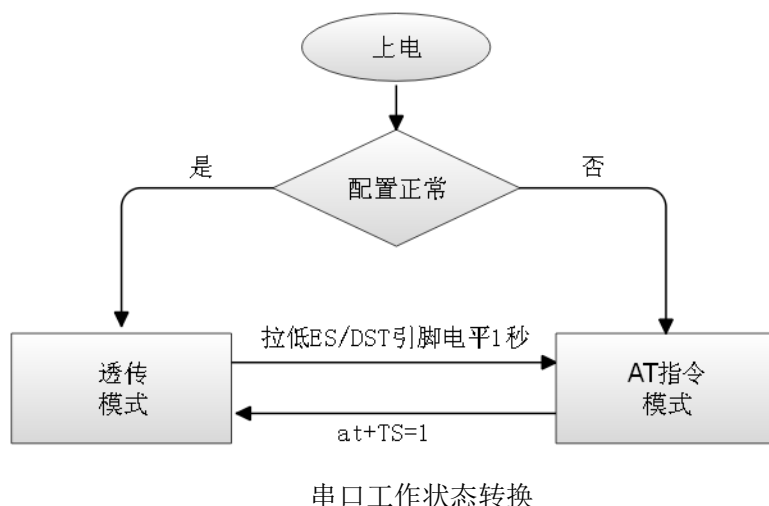 上电
配置正常
是
否
拉低ES/DST引脚电平1秒
透传
模式
AT指令
模式
at+TS=1
串口工作状态转换